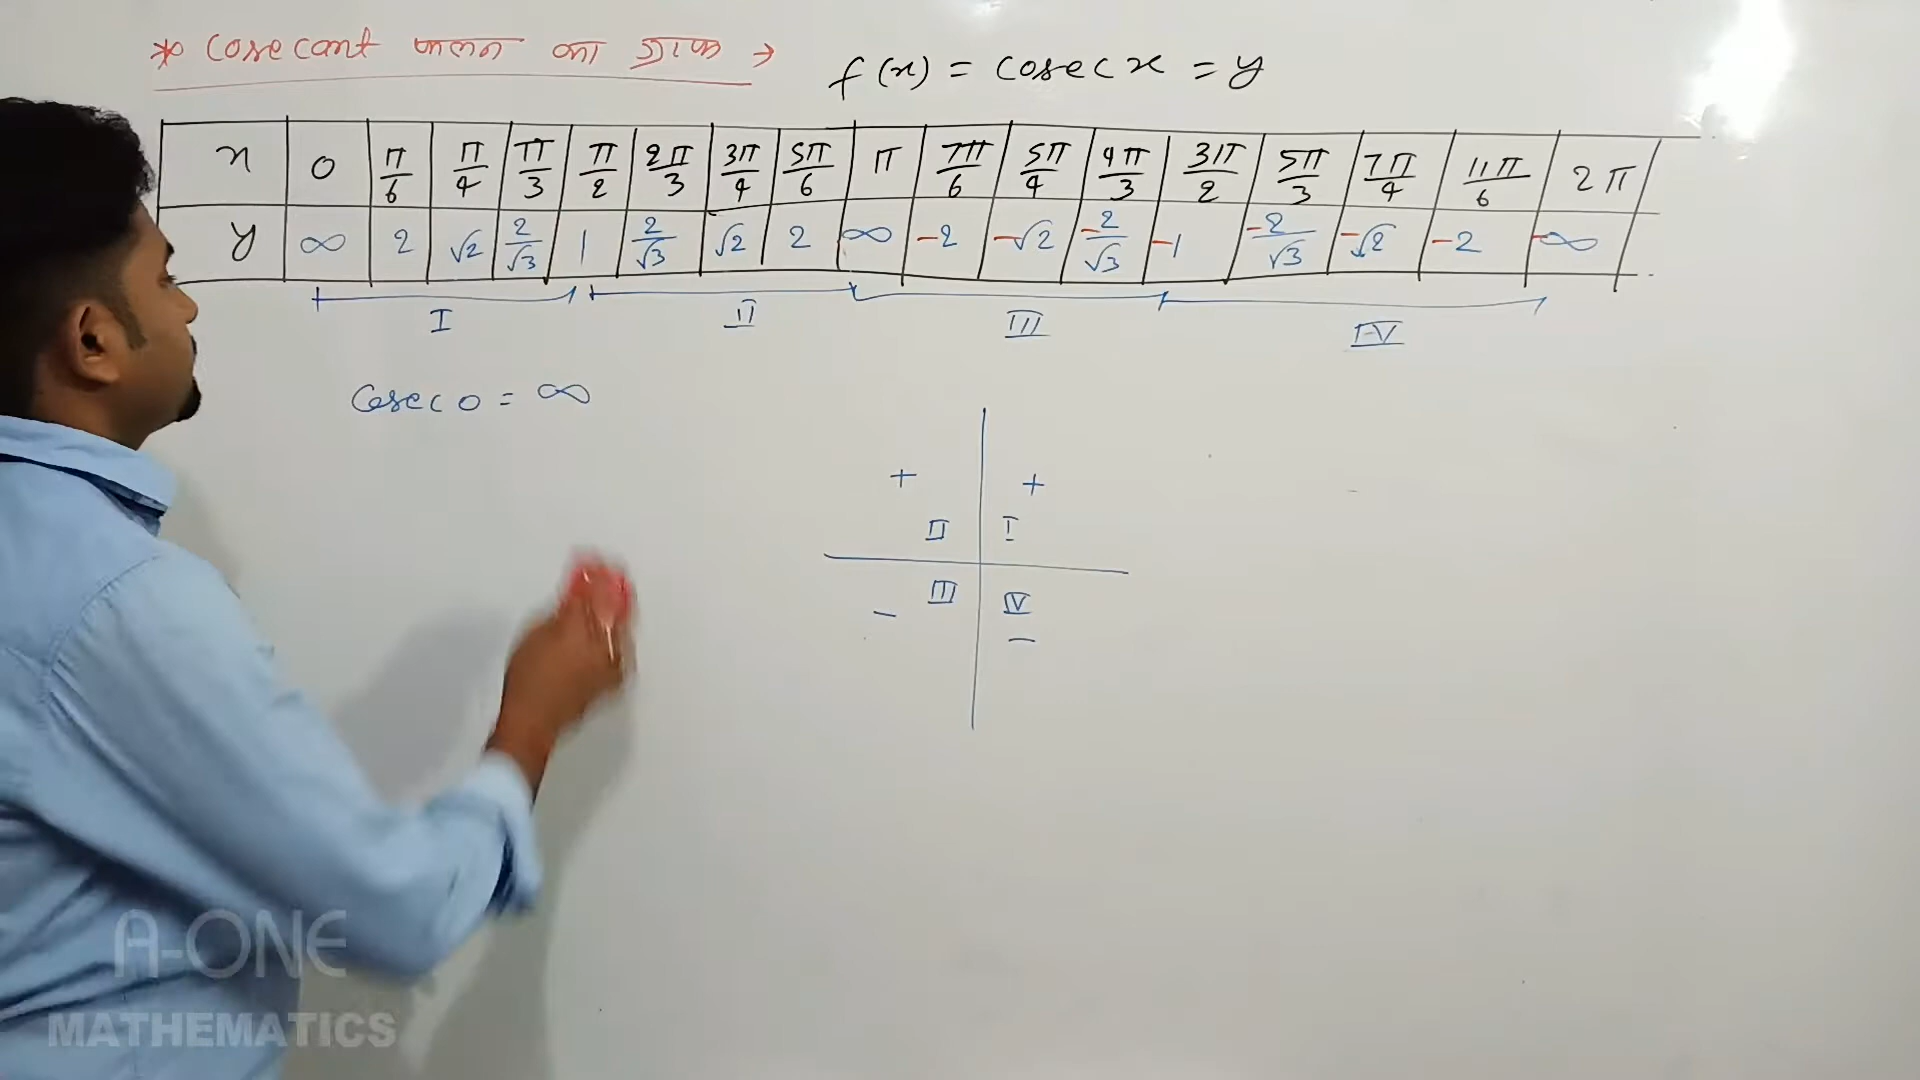 * Cosecant फलन का ग्राफ →
f(x) = cosec x = y
x 0 π/6 π/4 π/3 π/2 2π/3 3π/4 5π/6 π 7π/6 5π/4 4π/3 3π/2 5π/3 7π/4 11π/6 2π
y ∞ 2 √2 2/√3 1 2/√3 √2 2 ∞ -2 -√2 -2/√3 -1 -2/√3 -√2 -2 -∞
I II III IV
Cosec 0 = ∞
+ +
II I
III IV
- -
A-ONE
MATHEMATICS